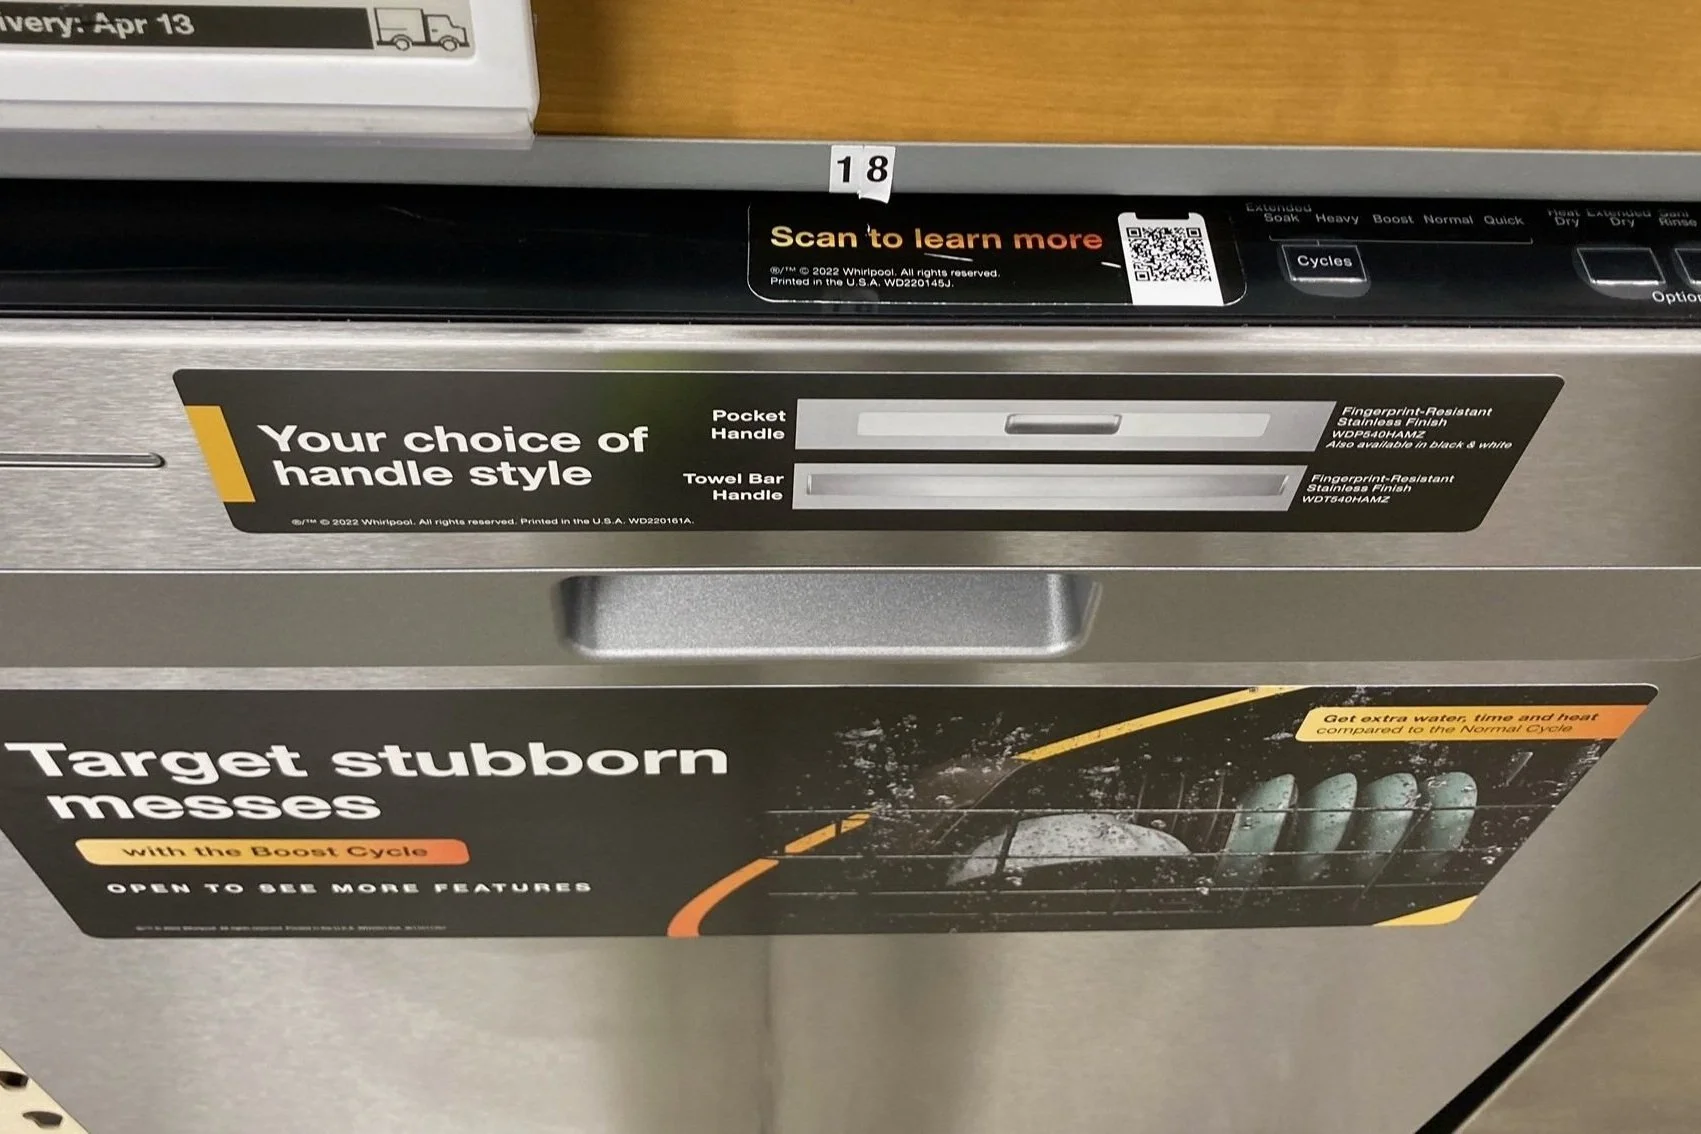 ivery: Apr 13
18
Scan to learn more
®/™ © 2022 Whirlpool. All rights reserved.
Printed in the U.S.A. WD220145J.
Extended
Soak Heavy Boost Normal Quick
Heat Extended Sani
Dry Dry Rinse
Cycles
Optio
Your choice of
handle style
Pocket
Handle
Fingerprint-Resistant
Stainless Finish
WDP540HAMZ
Also available in black & white
Towel Bar
Handle
Fingerprint-Resistant
Stainless Finish
WDT540HAMZ
®/™ © 2022 Whirlpool. All rights reserved. Printed in the U.S.A. WD220161A.
Target stubborn
messes
with the Boost Cycle
OPEN TO SEE MORE FEATURES
Get extra water, time and heat
compared to the Normal Cycle